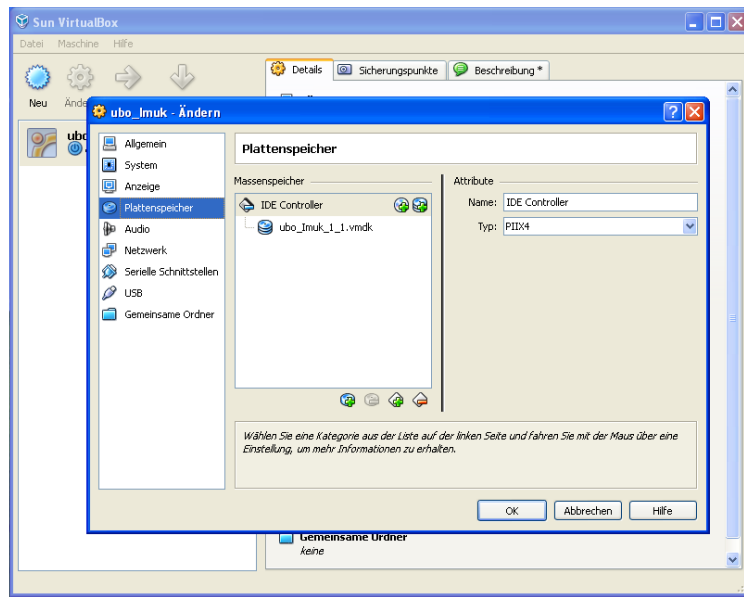 Sun VirtualBox
Datei Maschine Hilfe
Neu
Details
Sicherungspunkte
Beschreibung *
ubo_Imuk - Ändern
Allgemein
System
Anzeige
Plattenspeicher
Audio
Netzwerk
Serielle Schnittstellen
USB
Gemeinsame Ordner
Plattenspeicher
Massenspeicher
IDE Controller
ubo_Imuk_1_1.vmdk
Attribute
Name: IDE Controller
Typ: PIIX4
Wählen Sie eine Kategorie aus der Liste auf der linken Seite und fahren Sie mit der Maus über eine
Einstellung, um mehr Informationen zu erhalten.
OK
Abbrechen
Hilfe
Gemeinsame Ordner
keine